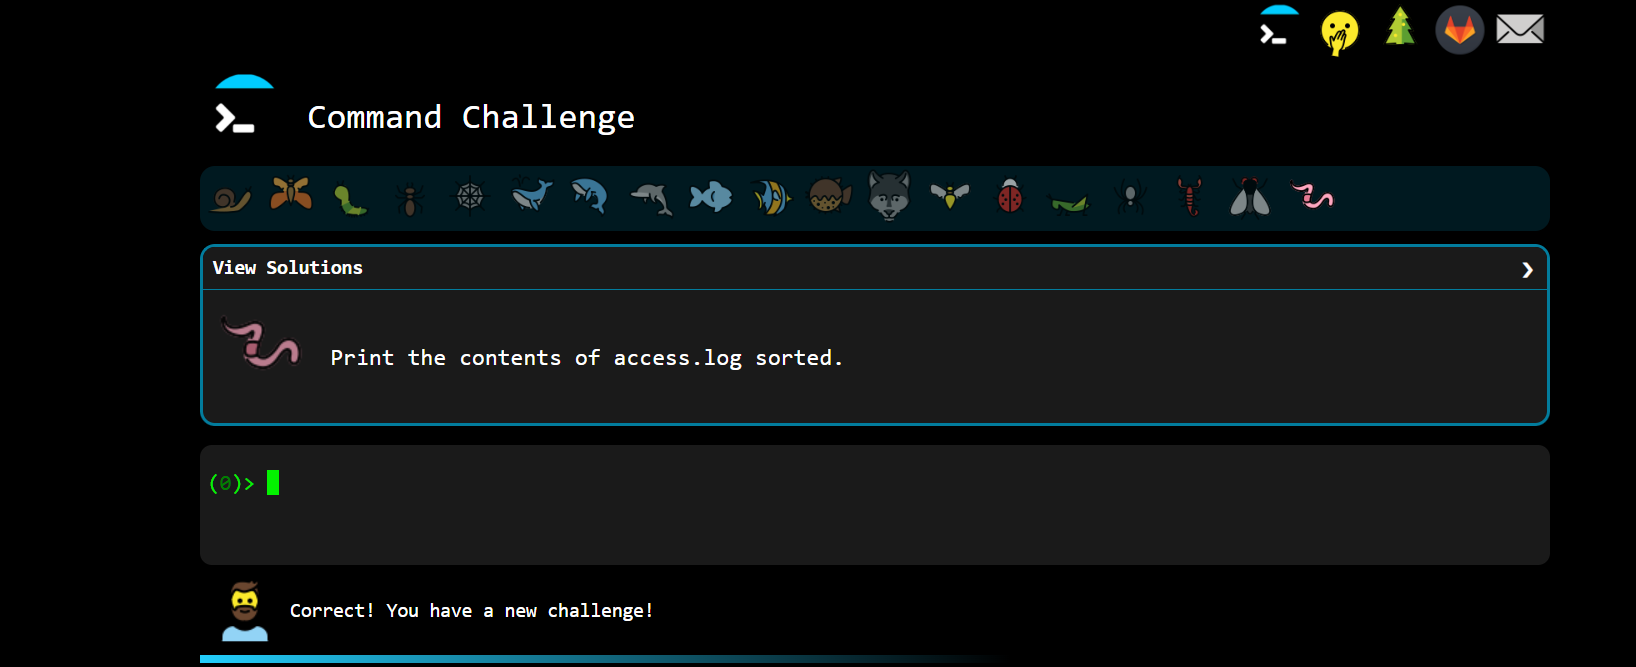 Command Challenge
View Solutions
Print the contents of access.log sorted.
(0)>
Correct! You have a new challenge!